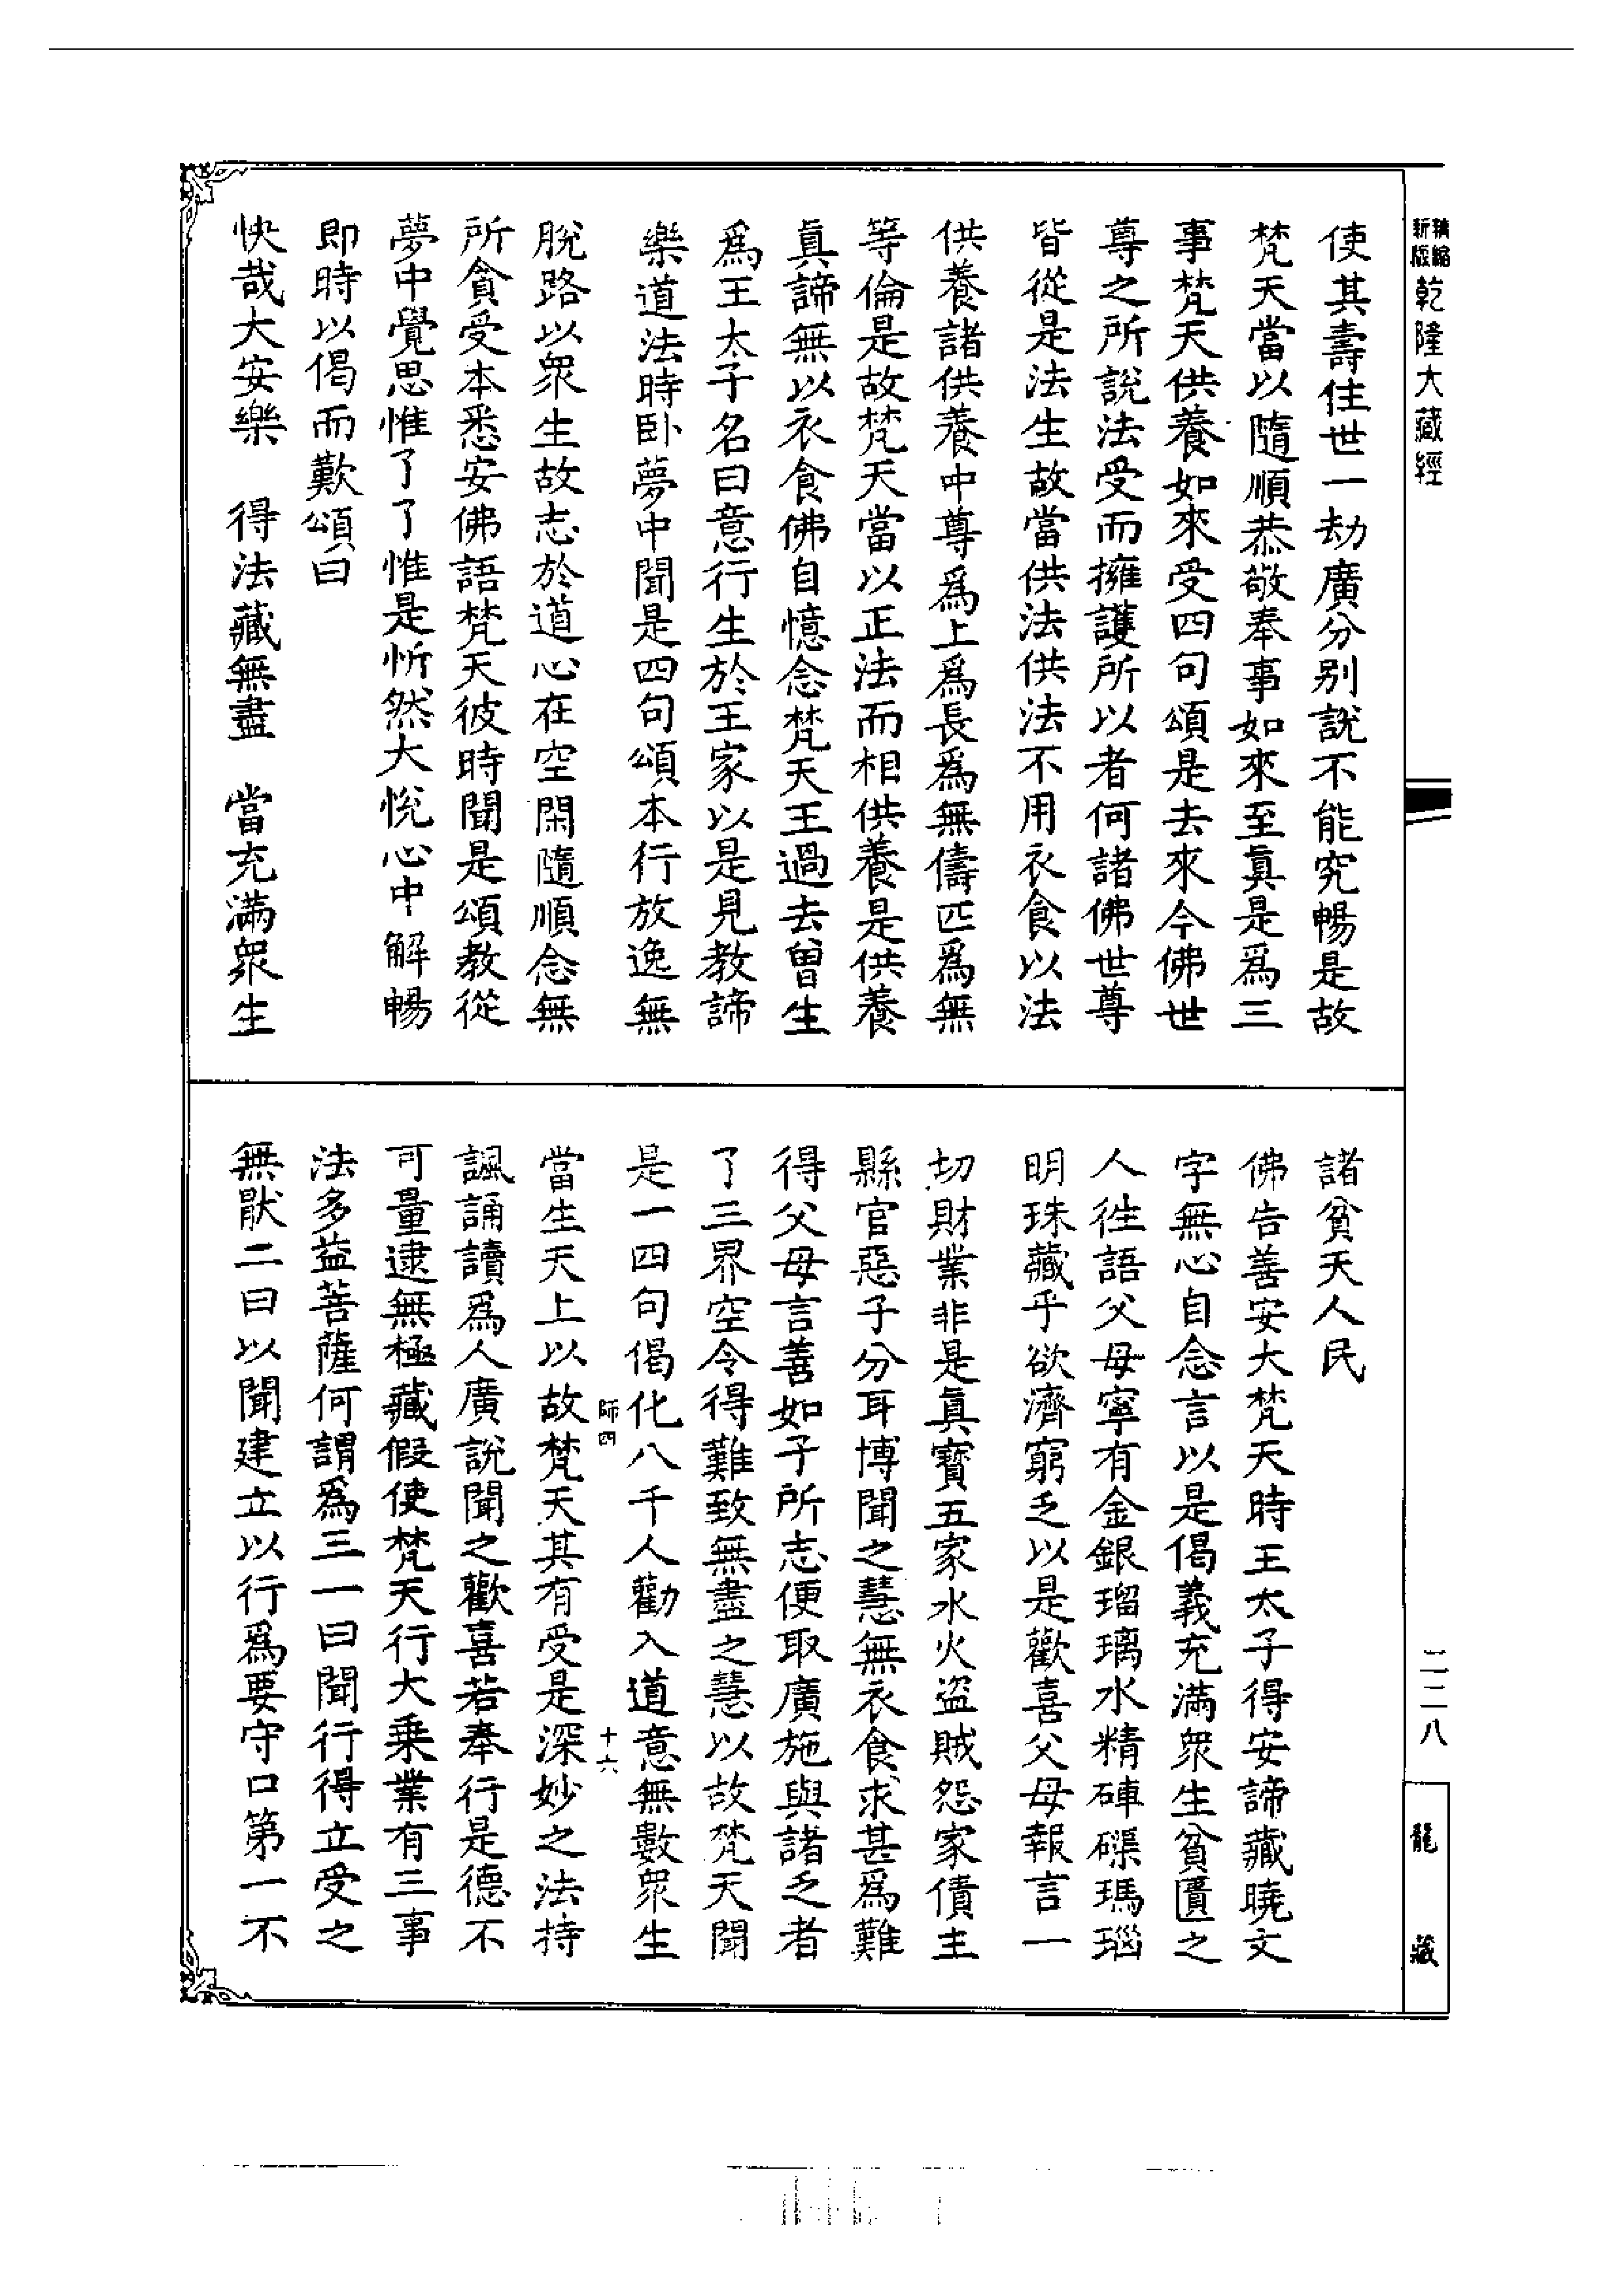 新版
精縮
乾隆大藏經
使其壽住世一劫廣分別說不能究暢是故
梵天當以隨順恭敬奉事如來至眞是爲三
事梵天供養如來受四句頌是去來今佛世
尊之所說法受而擁護所以者何諸佛世尊
皆從是法生故當供法供法不用衣食以法
供養諸供養中尊爲上爲長爲無儔匹爲無
等倫是故梵天當以正法而相供養是供養
眞諦無以衣食佛自憶念梵天王過去曾生
爲王太子名曰意行生於王家以是見教諦
樂道法時卧夢中聞是四句頌本行放逸無
脫路以衆生故志於道心在空閑隨順念無
所貪受本悉安佛語梵天彼時聞是頌教從
夢中覺思惟了了惟是忻然大悅心中解暢
即時以偈而歎頌曰
快哉大安樂　得法藏無盡　當充滿衆生
諸貧天人民
佛告善安大梵天時王太子得安諦藏曉文
字無心自念言以是偈義充滿衆生貧匱之
人往語父母寧有金銀瑠璃水精硨磲瑪瑙
明珠藏乎欲濟窮乏以是歡喜父母報言一
切財業非是眞寶五家水火盜賊怨家債主
縣官惡子分耳博聞之慧無衣食求甚爲難
得父母言善如子所志便取廣施與諸乏者
了三界空令得難致無盡之慧以故梵天聞
是一四句偈化八千人勸入道意無數衆生
師四
十六
當生天上以故梵天其有受是深妙之法持
諷誦讀爲人廣說聞之歡喜若奉行是德不
可量逮無極藏假使梵天行大乗業有三事
法多益菩薩何謂爲三一曰聞行得立受之
無猒二曰以聞建立以行爲要守口第一不
二二八
龍藏